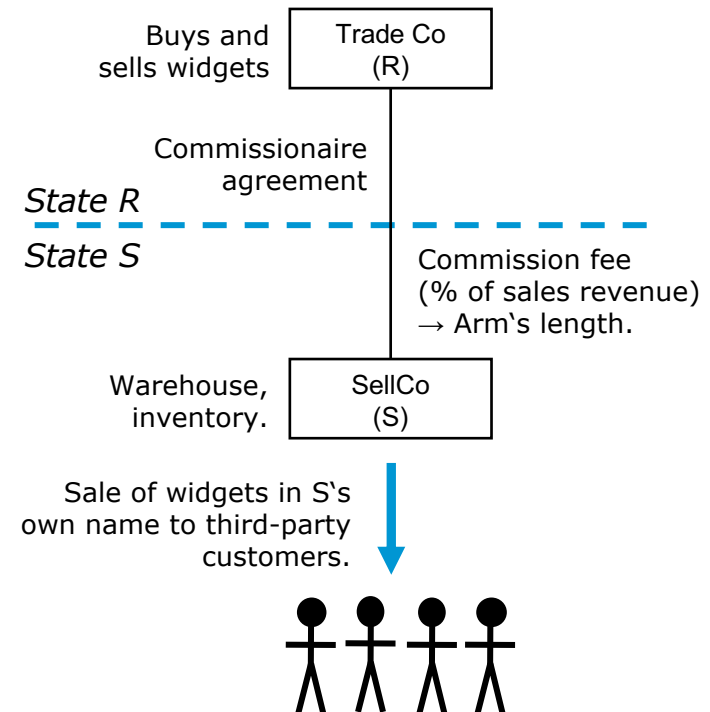 Buys and
sells widgets
Trade Co
(R)
Commissionaire
agreement
State R
State S
Commission fee
(% of sales revenue)
→ Arm‘s length.
Warehouse,
inventory.
SellCo
(S)
Sale of widgets in S‘s
own name to third-party
customers.